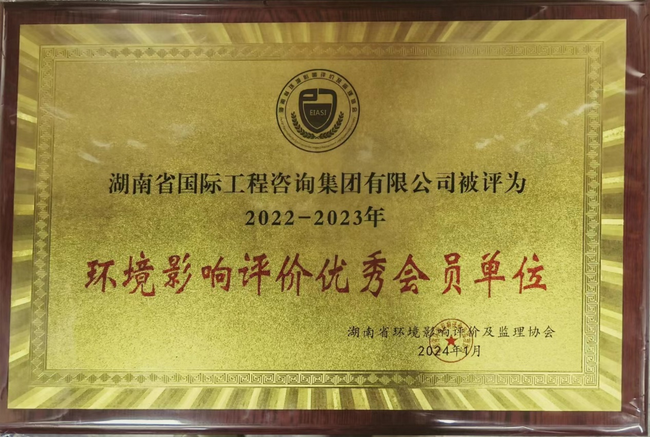 EIASI
湖南省国际工程咨询集团有限公司被评为
2022-2023年
环境影响评价优秀会员单位
湖南省环境影响评价及监理协会
2024年1月